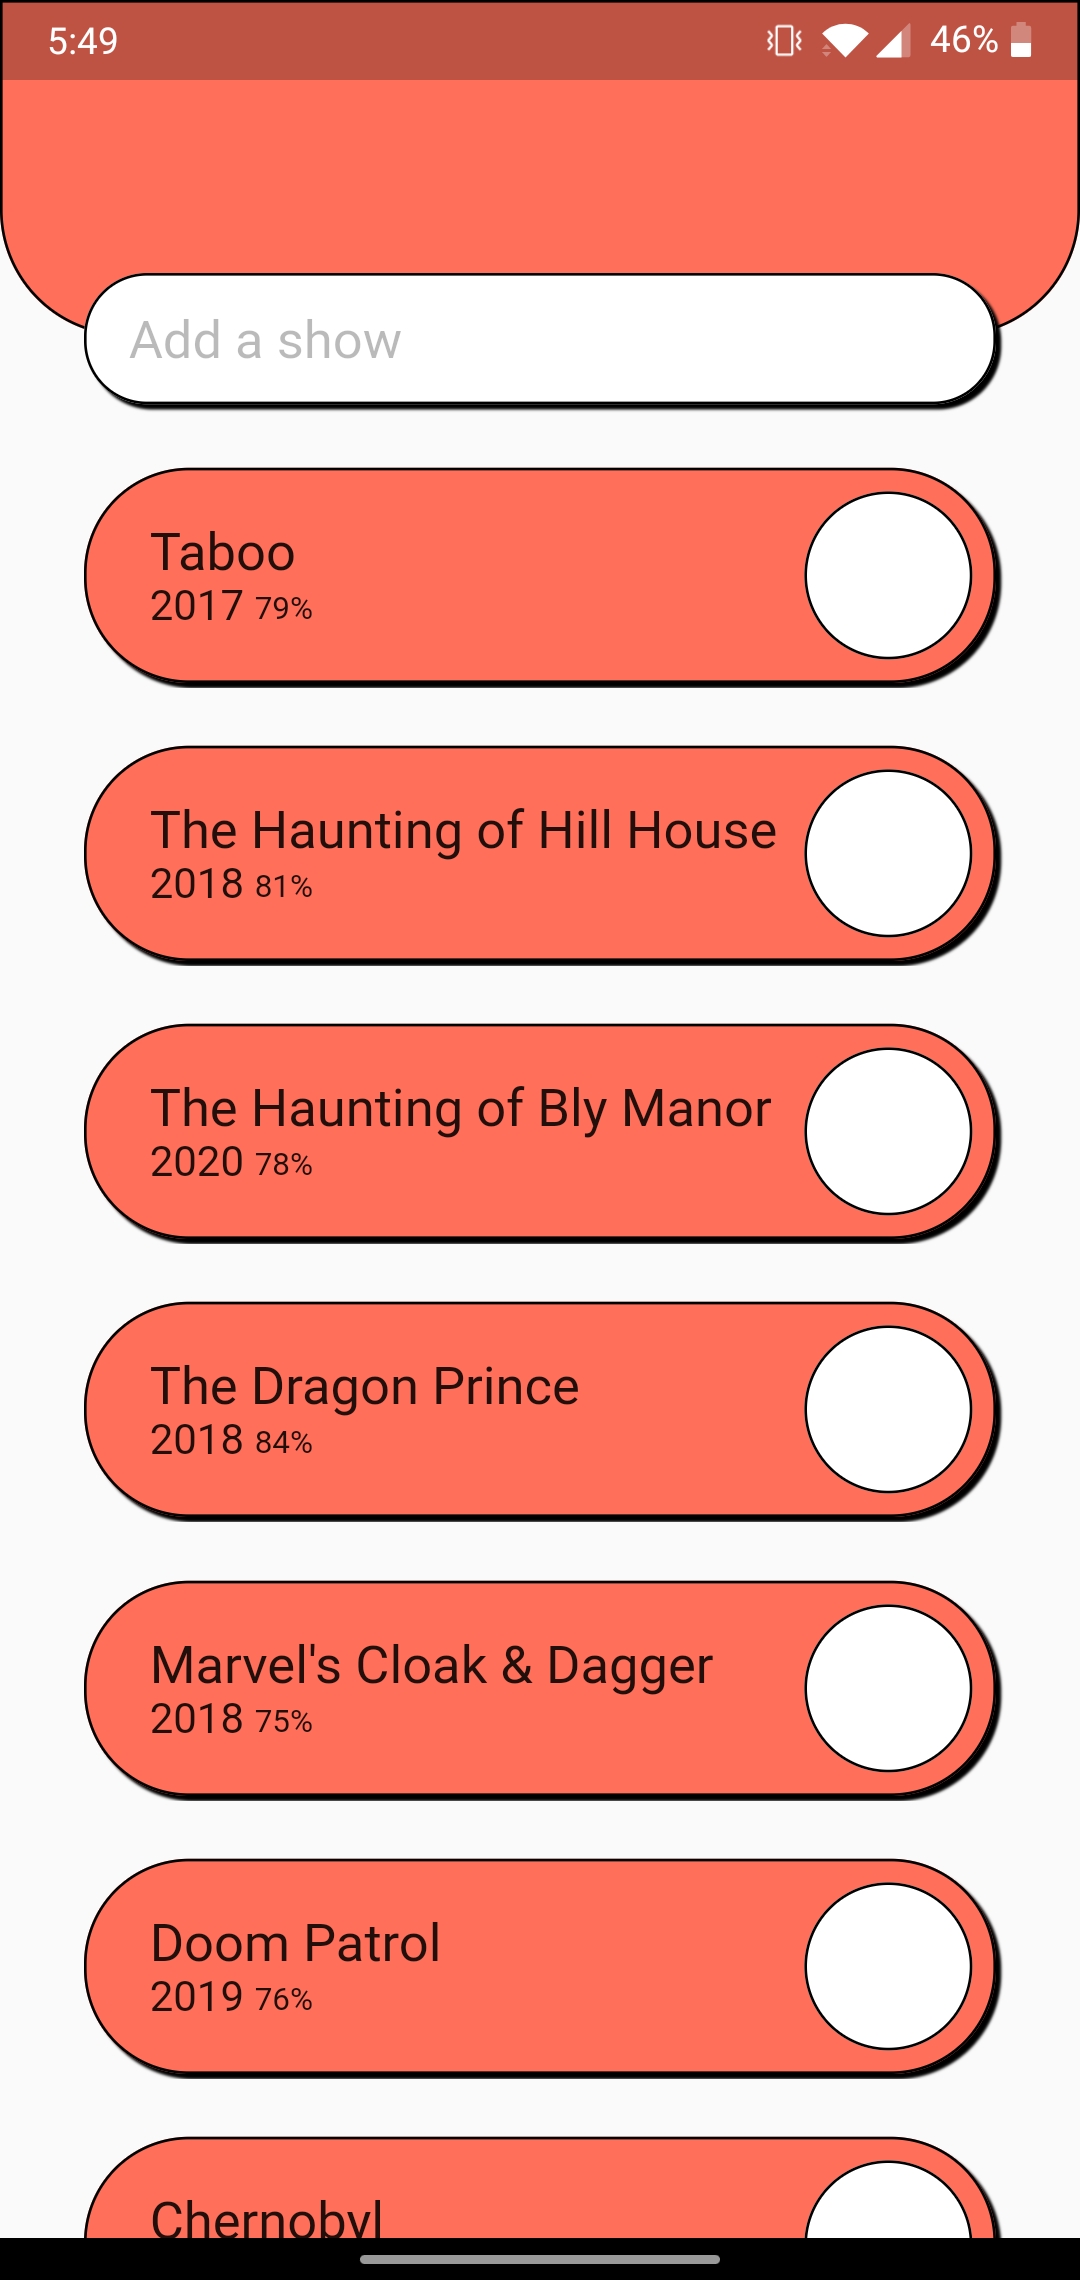 5:49
46%
Add a show
Taboo
2017 79%
The Haunting of Hill House
2018 81%
The Haunting of Bly Manor
2020 78%
The Dragon Prince
2018 84%
Marvel's Cloak & Dagger
2018 75%
Doom Patrol
2019 76%
Chernobyl